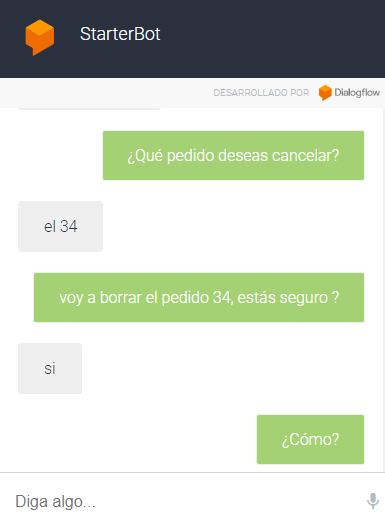 StarterBot
DESARROLLADO POR Dialogflow
¿Qué pedido deseas cancelar?
el 34
voy a borrar el pedido 34, estás seguro ?
si
¿Cómo?
Diga algo...